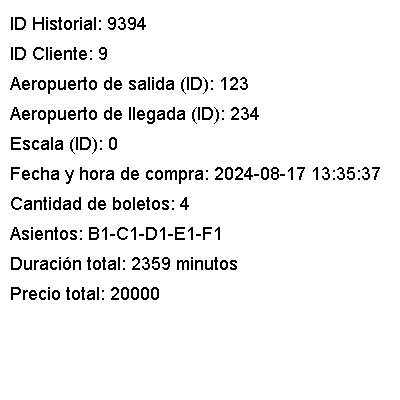 ID Historial: 9394
ID Cliente: 9
Aeropuerto de salida (ID): 123
Aeropuerto de llegada (ID): 234
Escala (ID): 0
Fecha y hora de compra: 2024-08-17 13:35:37
Cantidad de boletos: 4
Asientos: B1-C1-D1-E1-F1
Duración total: 2359 minutos
Precio total: 20000